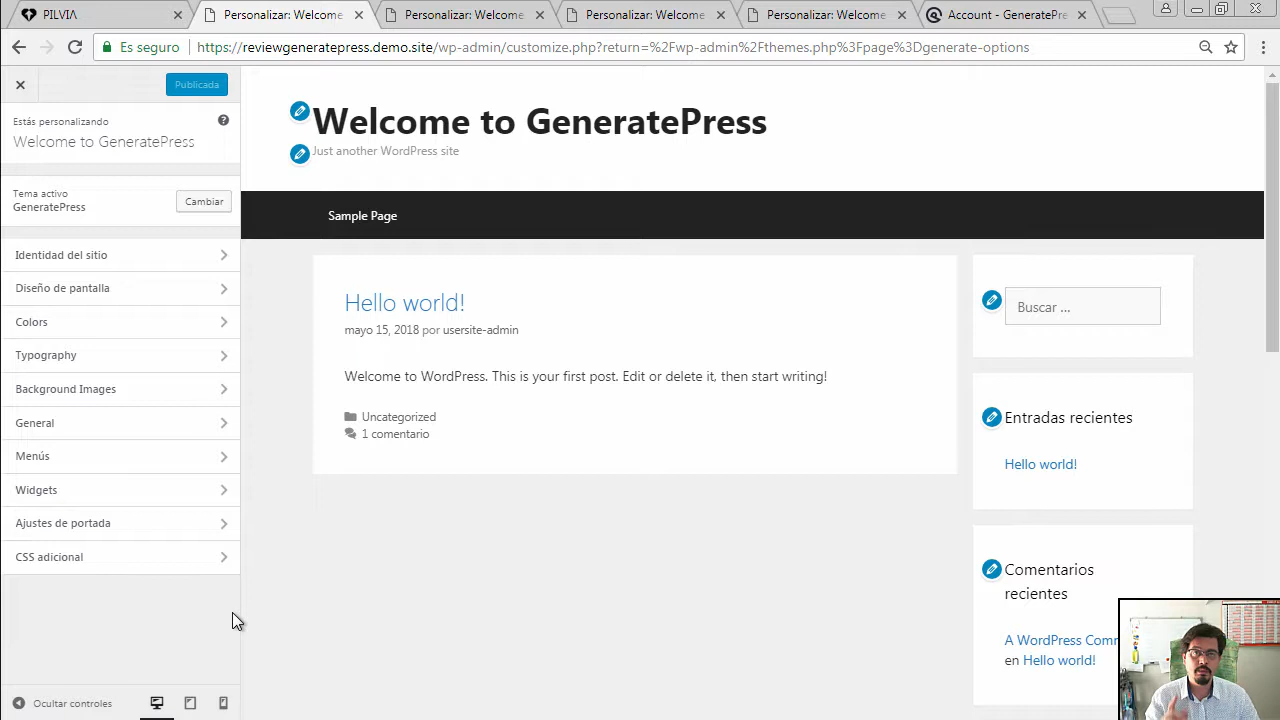 PILVIA
Personalizar: Welcome
Personalizar: Welcome
Personalizar: Welcome
Personalizar: Welcome
Account - GeneratePre
Es seguro
https://reviewgeneratepress.demo.site/wp-admin/customize.php?return=%2Fwp-admin%2Fthemes.php%3Fpage%3Dgenerate-options
Publicada
Estás personalizando
Welcome to GeneratePress
Tema activo
GeneratePress
Cambiar
Identidad del sitio
Diseño de pantalla
Colors
Typography
Background Images
General
Menús
Widgets
Ajustes de portada
CSS adicional
Ocultar controles
Welcome to GeneratePress
Just another WordPress site
Sample Page
Hello world!
mayo 15, 2018 por usersite-admin
Welcome to WordPress. This is your first post. Edit or delete it, then start writing!
Uncategorized
1 comentario
Buscar ...
Entradas recientes
Hello world!
Comentarios
recientes
A WordPress Comm
en Hello world!